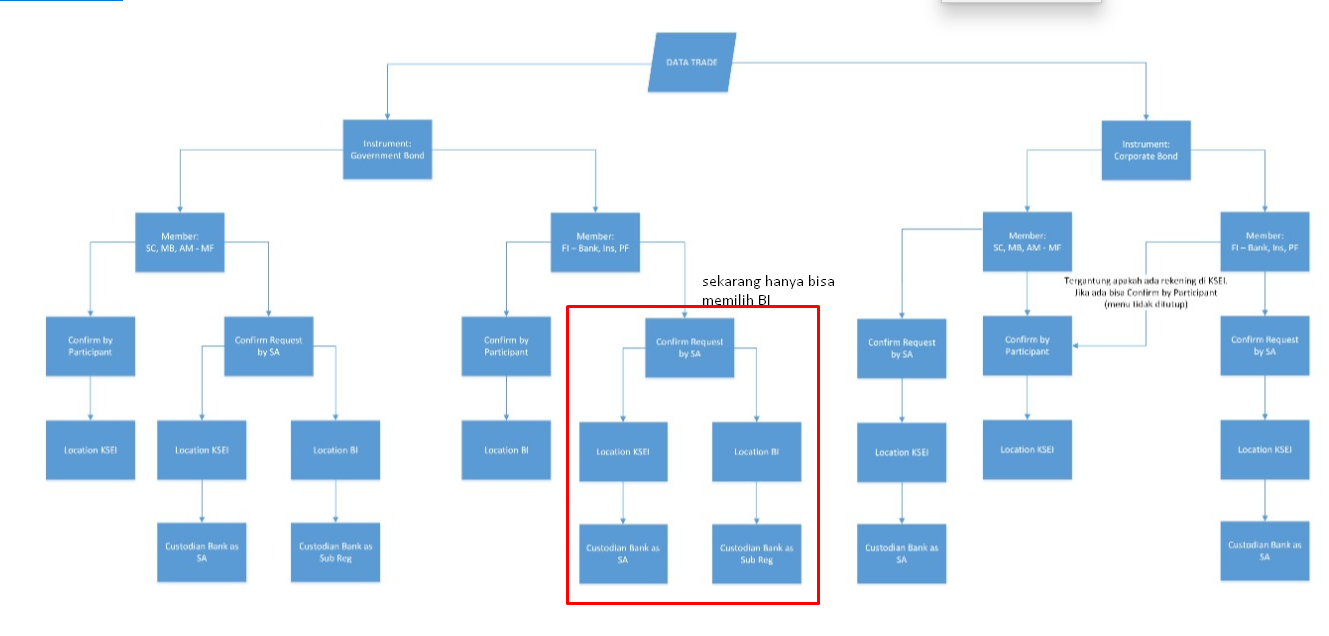 DATA TRADE
Instrument:
Government Bond
Instrument:
Corporate Bond
Member:
SC, MB, AM - MF
Member:
FI – Bank, Ins, PF
Member:
SC, MB, AM - MF
Member:
FI – Bank, Ins, PF
sekarang hanya bisa
memilih BI
Tergantung apakah ada rekening di KSEI.
Jika ada bisa Confirm by Participant
(menu tidak ditutup)
Confirm by
Participant
Confirm Request
by SA
Confirm by
Participant
Confirm Request
by SA
Confirm Request
by SA
Confirm by
Participant
Confirm Request
by SA
Location KSEI
Location KSEI
Location BI
Location BI
Location KSEI
Location BI
Location KSEI
Location KSEI
Location KSEI
Custodian Bank as
SA
Custodian Bank as
Sub Reg
Custodian Bank as
SA
Custodian Bank as
Sub Reg
Custodian Bank as
SA
Custodian Bank as
SA